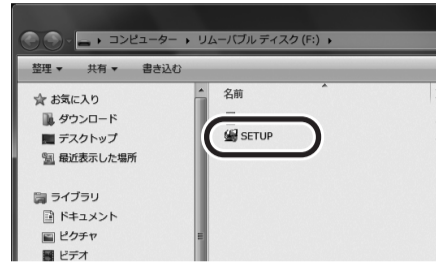 コンピューター ▸ リムーバブル ディスク (F:) ▸
整理 ▼ 共有 ▼ 書き込む
お気に入り
ダウンロード
デスクトップ
最近表示した場所
ライブラリ
ドキュメント
ピクチャ
ビデオ
名前
SETUP